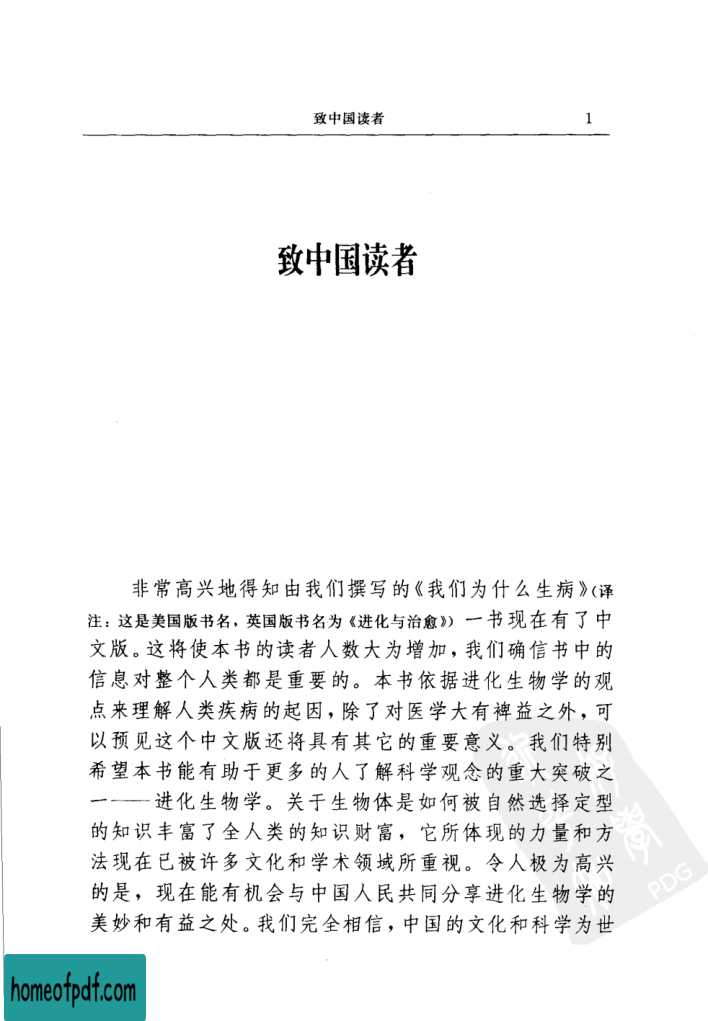 致中国读者 1
致中国读者
非常高兴地得知由我们撰写的《我们为什么生病》(译
注：这是美国版书名，英国版书名为《进化与治愈》）一书现在有了中
文版。这将使本书的读者人数大为增加，我们确信书中的
信息对整个人类都是重要的。本书依据进化生物学的观
点来理解人类疾病的起因，除了对医学大有裨益之外，可
以预见这个中文版还将具有其它的重要意义。我们特别
希望本书能有助于更多的人了解科学观念的重大突破之
一——进化生物学。关于生物体是如何被自然选择定型
的知识丰富了全人类的知识财富，它所体现的力量和方
法现在已被许多文化和学术领域所重视。令人极为高兴
的是，现在能有机会与中国人民共同分享进化生物学的
美妙和有益之处。我们完全相信，中国的文化和科学为世
PDG
homeofpdf.com